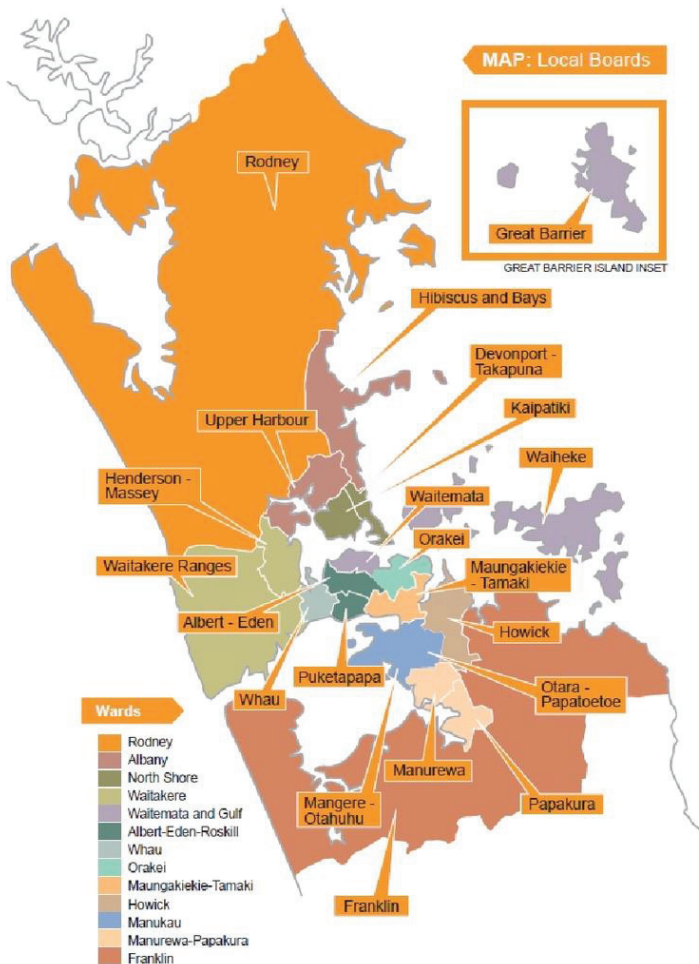 MAP: Local Boards
Rodney
Great Barrier
GREAT BARRIER ISLAND INSET
Hibiscus and Bays
Devonport -
Takapuna
Upper Harbour
Kaipatiki
Henderson -
Massey
Waiheke
Waitemata
Orakei
Waitakere Ranges
Maungakiekie
- Tamaki
Albert - Eden
Howick
Puketapapa
Whau
Otara -
Papatoetoe
Manurewa
Mangere -
Otahuhu
Papakura
Franklin
Wards
Rodney
Albany
North Shore
Waitakere
Waitemata and Gulf
Albert-Eden-Roskill
Whau
Orakei
Maungakiekie-Tamaki
Howick
Manukau
Manurewa-Papakura
Franklin